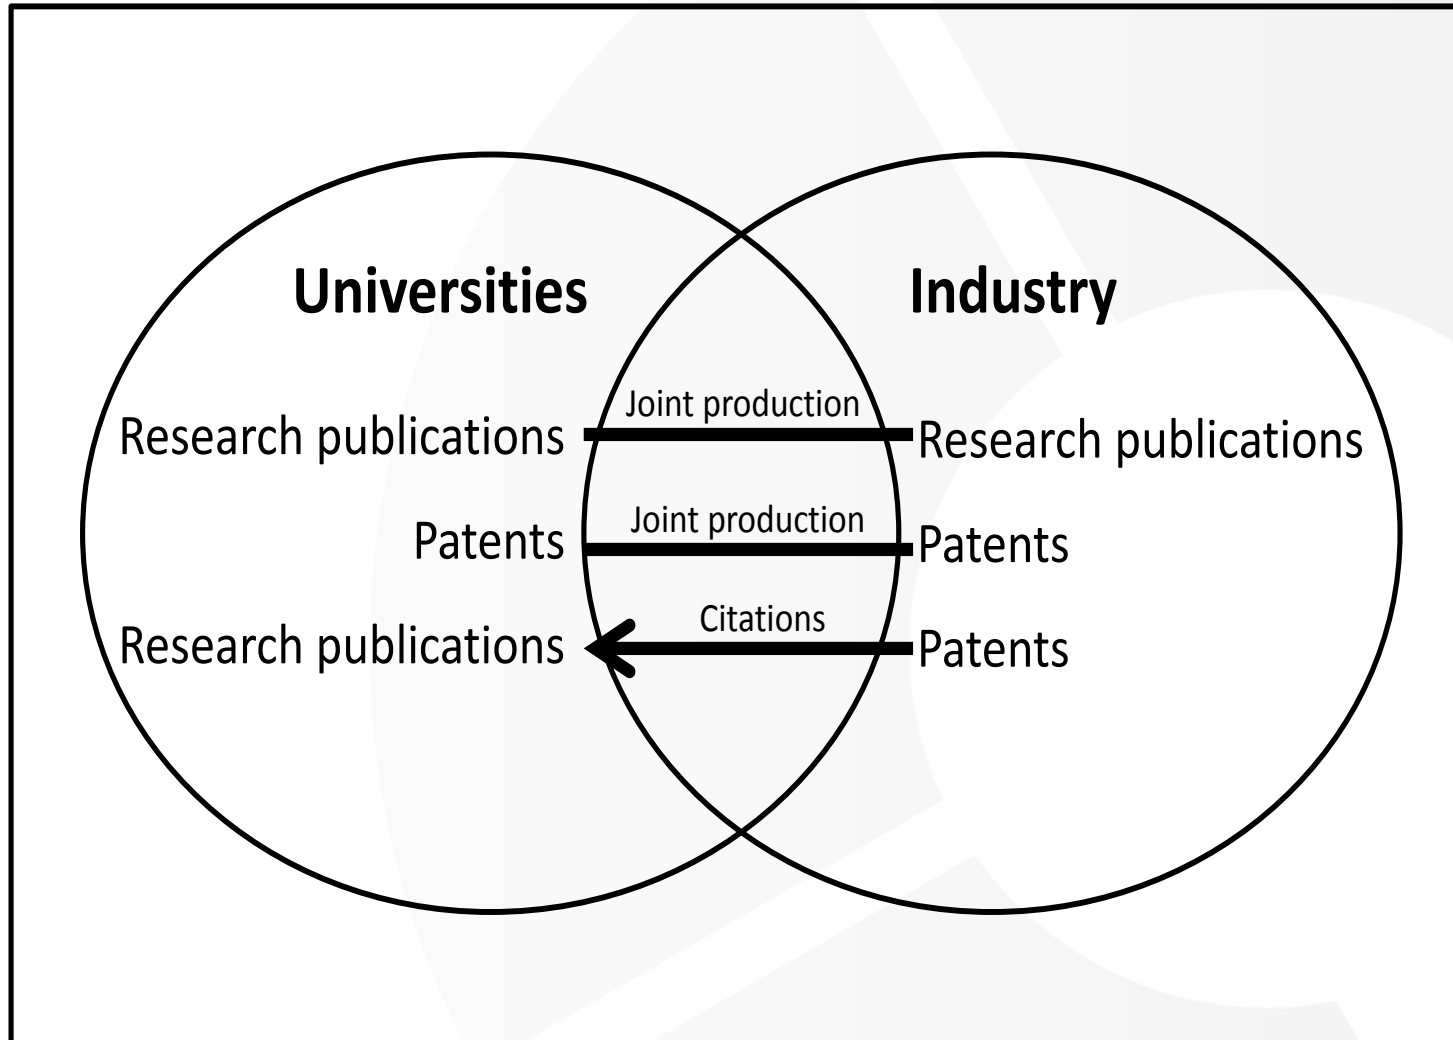 Universities
Industry
Joint production
Research publications
Research publications
Joint production
Patents
Patents
Citations
Research publications
Patents